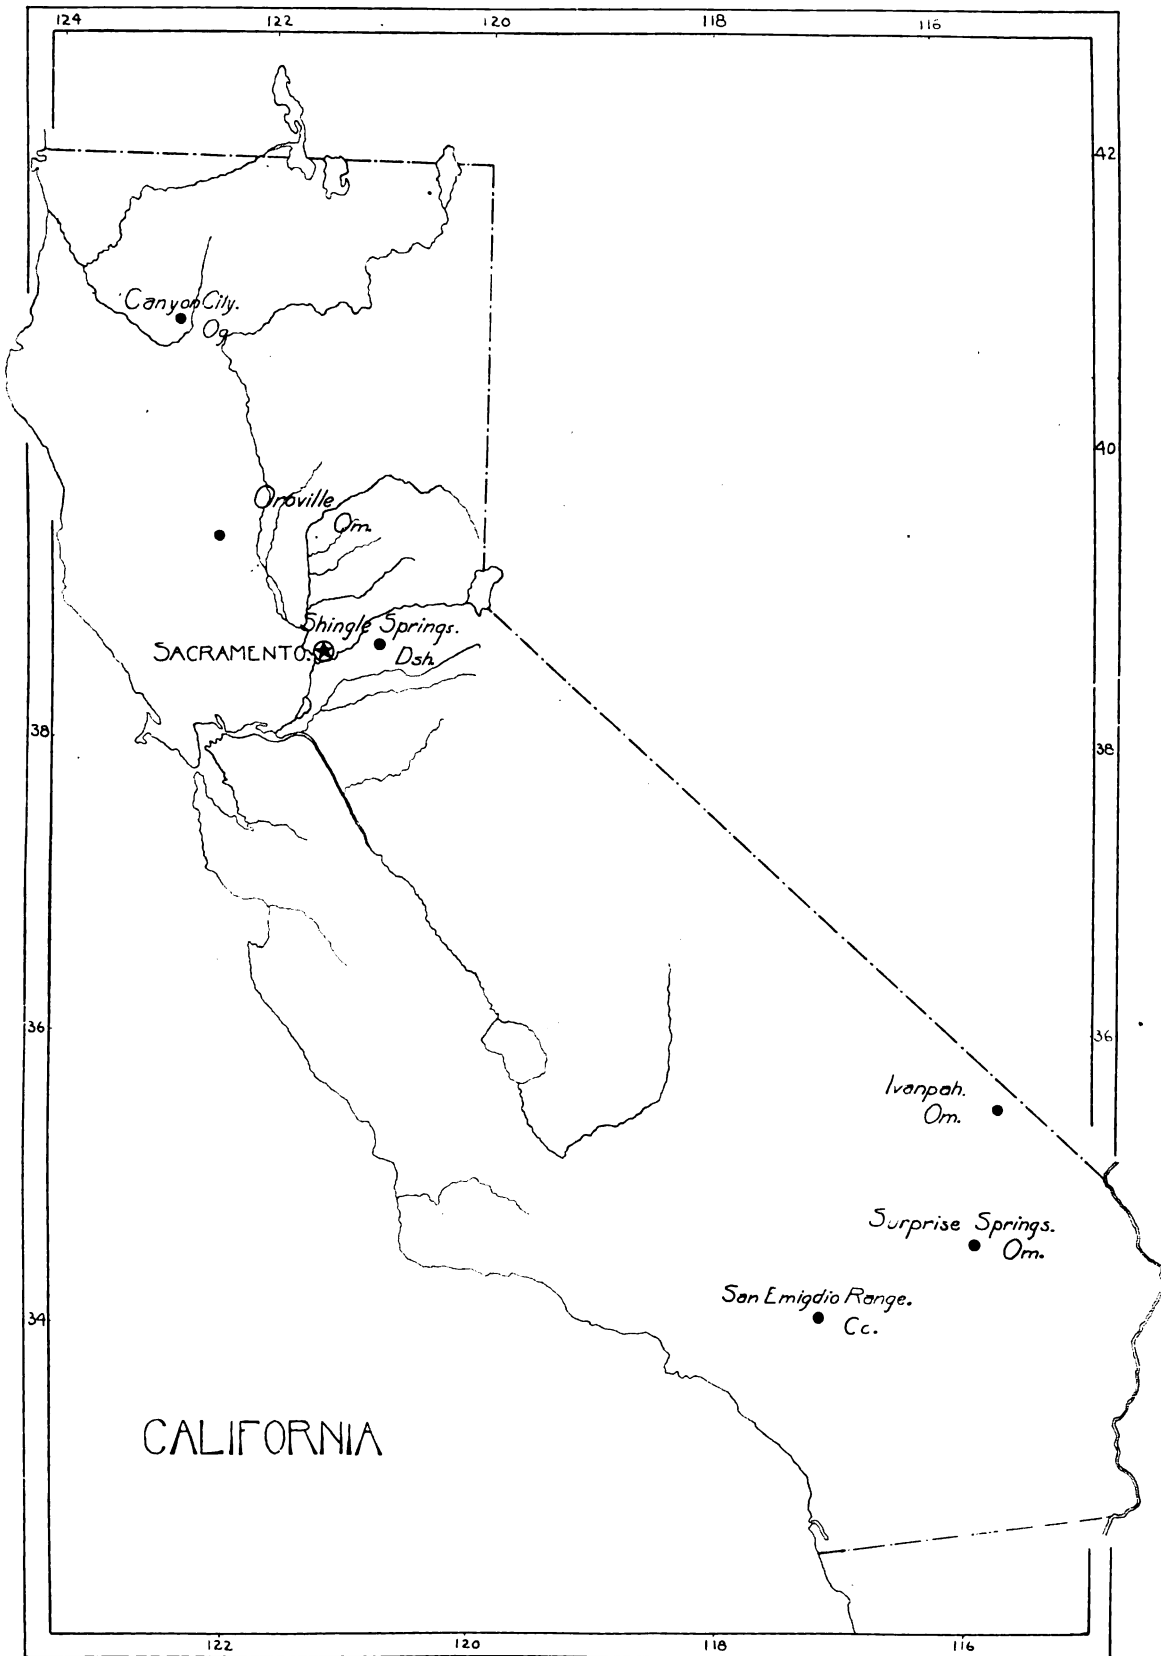 124 122 120 118 116
42
Canyon City.
Og
40
Oroville
Om.
Shingle Springs.
SACRAMENTO.
Dsh.
38 38
36 36
Ivanpah.
Om.
Surprise Springs.
Om.
San Emigdio Range.
Cc.
34
CALIFORNIA
122 120 118 116